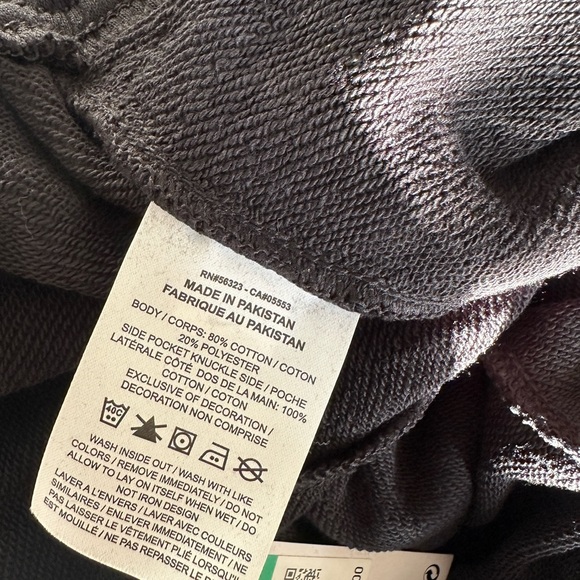 RN#56323 - CA#05553
MADE IN PAKISTAN
FABRIQUE AU PAKISTAN
BODY / CORPS: 80% COTTON / COTON
20% POLYESTER
SIDE POCKET KNUCKLE SIDE / POCHE
LATÉRALE CÔTÉ DOS DE LA MAIN: 100%
COTTON / COTON
EXCLUSIVE OF DECORATION /
DECORATION NON COMPRISE
40C
WASH INSIDE OUT / WASH WITH LIKE
COLORS / REMOVE IMMEDIATELY / DO NOT
ALLOW TO LAY ON ITSELF WHEN WET / DO
NOT IRON DESIGN
LAVER A L'ENVERS / LAVER AVEC COULEURS
SIMILAIRES / ENLEVER IMMÉDIATEMENT / NE
PAS LAISSER LE VÊTEMENT PLIÉ LORSQU'IL
EST MOUILLÉ / NE PAS REPASSER LE